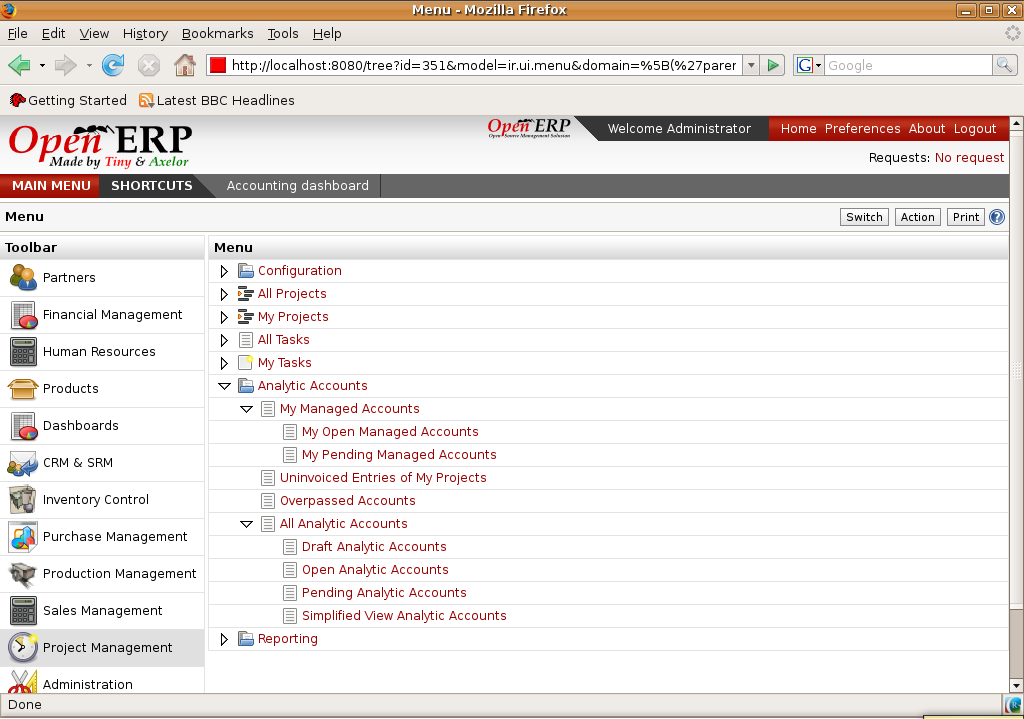 Menu - Mozilla Firefox
File Edit View History Bookmarks Tools Help
http://localhost:8080/tree?id=351&model=ir.ui.menu&domain=%5B(%27parer
G Google
Getting Started Latest BBC Headlines
Open ERP
Made by Tiny & Axelor
Open ERP
Open Source Management Solution
Welcome Administrator
Home Preferences About Logout
Requests: No request
MAIN MENU SHORTCUTS Accounting dashboard
Menu
Switch Action Print ?
Toolbar
Partners
Financial Management
Human Resources
Products
Dashboards
CRM & SRM
Inventory Control
Purchase Management
Production Management
Sales Management
Project Management
Administration
Menu
Configuration
All Projects
My Projects
All Tasks
My Tasks
Analytic Accounts
My Managed Accounts
My Open Managed Accounts
My Pending Managed Accounts
Uninvoiced Entries of My Projects
Overpassed Accounts
All Analytic Accounts
Draft Analytic Accounts
Open Analytic Accounts
Pending Analytic Accounts
Simplified View Analytic Accounts
Reporting
Done